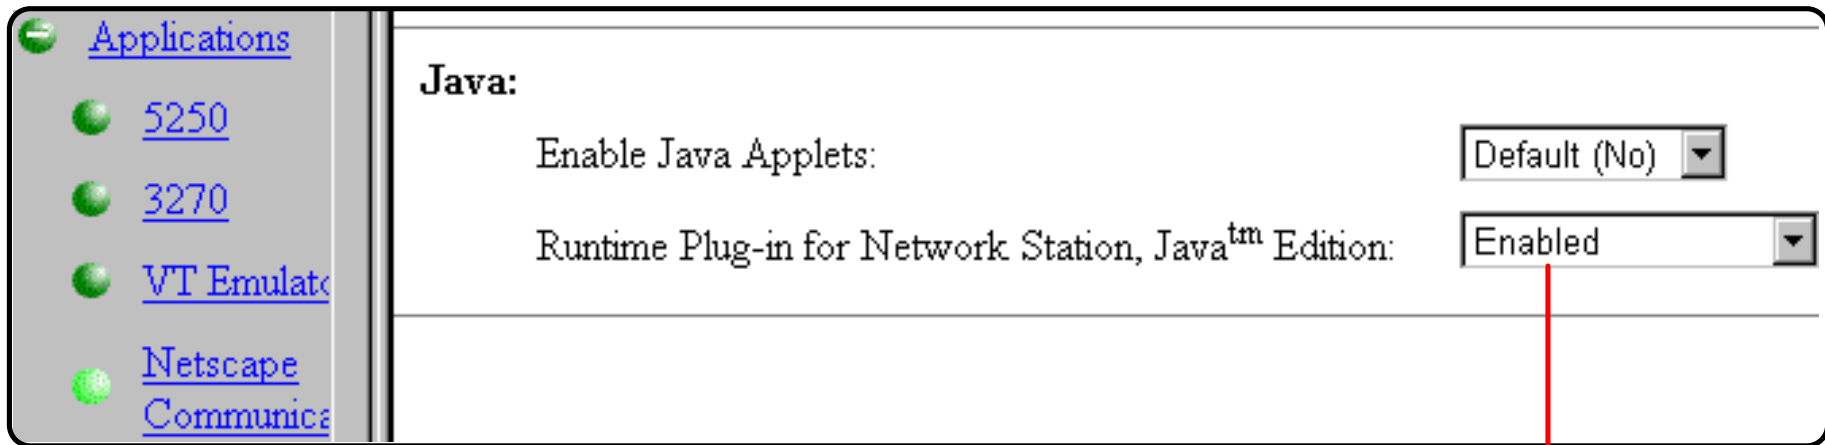 Applications
5250
3270
VT Emulat
Netscape
Communica
Java:
Enable Java Applets:
Default (No)
Runtime Plug-in for Network Station, Java™ Edition:
Enabled